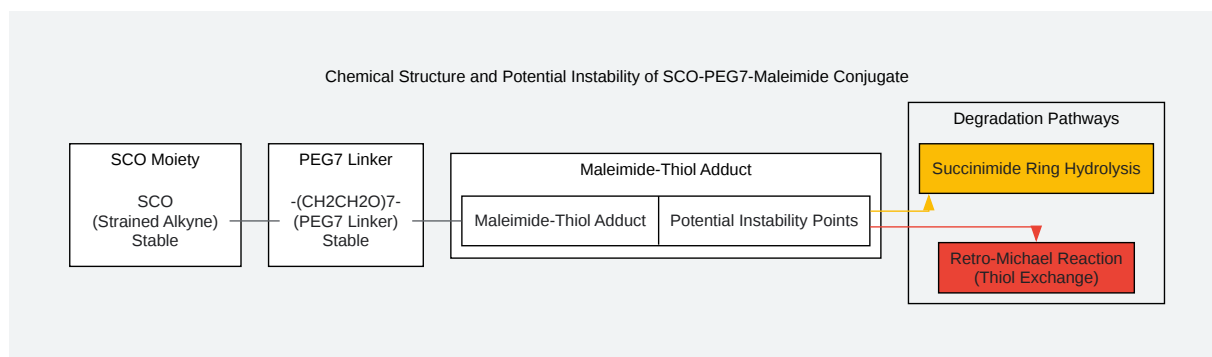 Chemical Structure and Potential Instability of SCO-PEG7-Maleimide Conjugate
SCO Moiety
SCO
(Strained Alkyne)
Stable
PEG7 Linker
-(CH2CH2O)7-
(PEG7 Linker)
Stable
Maleimide-Thiol Adduct
Maleimide-Thiol Adduct
Potential Instability Points
Degradation Pathways
Succinimide Ring Hydrolysis
Retro-Michael Reaction
(Thiol Exchange)